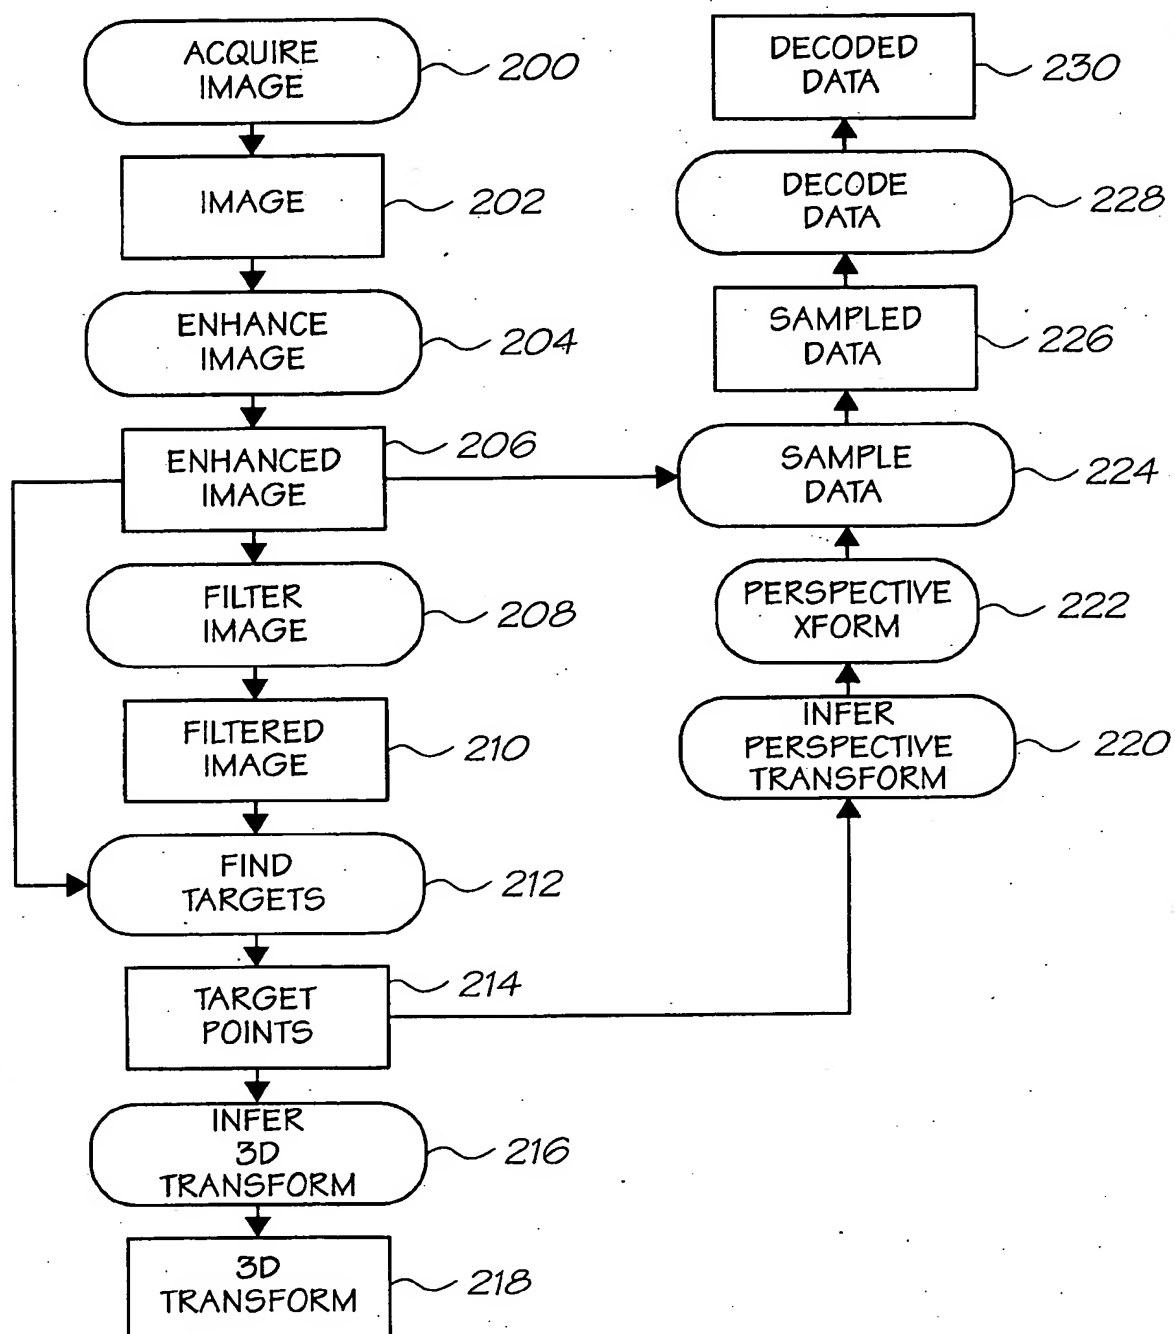 ACQUIRE
IMAGE
200
IMAGE
202
ENHANCE
IMAGE
204
ENHANCED
IMAGE
206
FILTER
IMAGE
208
FILTERED
IMAGE
210
FIND
TARGETS
212
TARGET
POINTS
214
INFER
3D
TRANSFORM
216
3D
TRANSFORM
218
DECODED
DATA
230
DECODE
DATA
228
SAMPLED
DATA
226
SAMPLE
DATA
224
PERSPECTIVE
XFORM
222
INFER
PERSPECTIVE
TRANSFORM
220